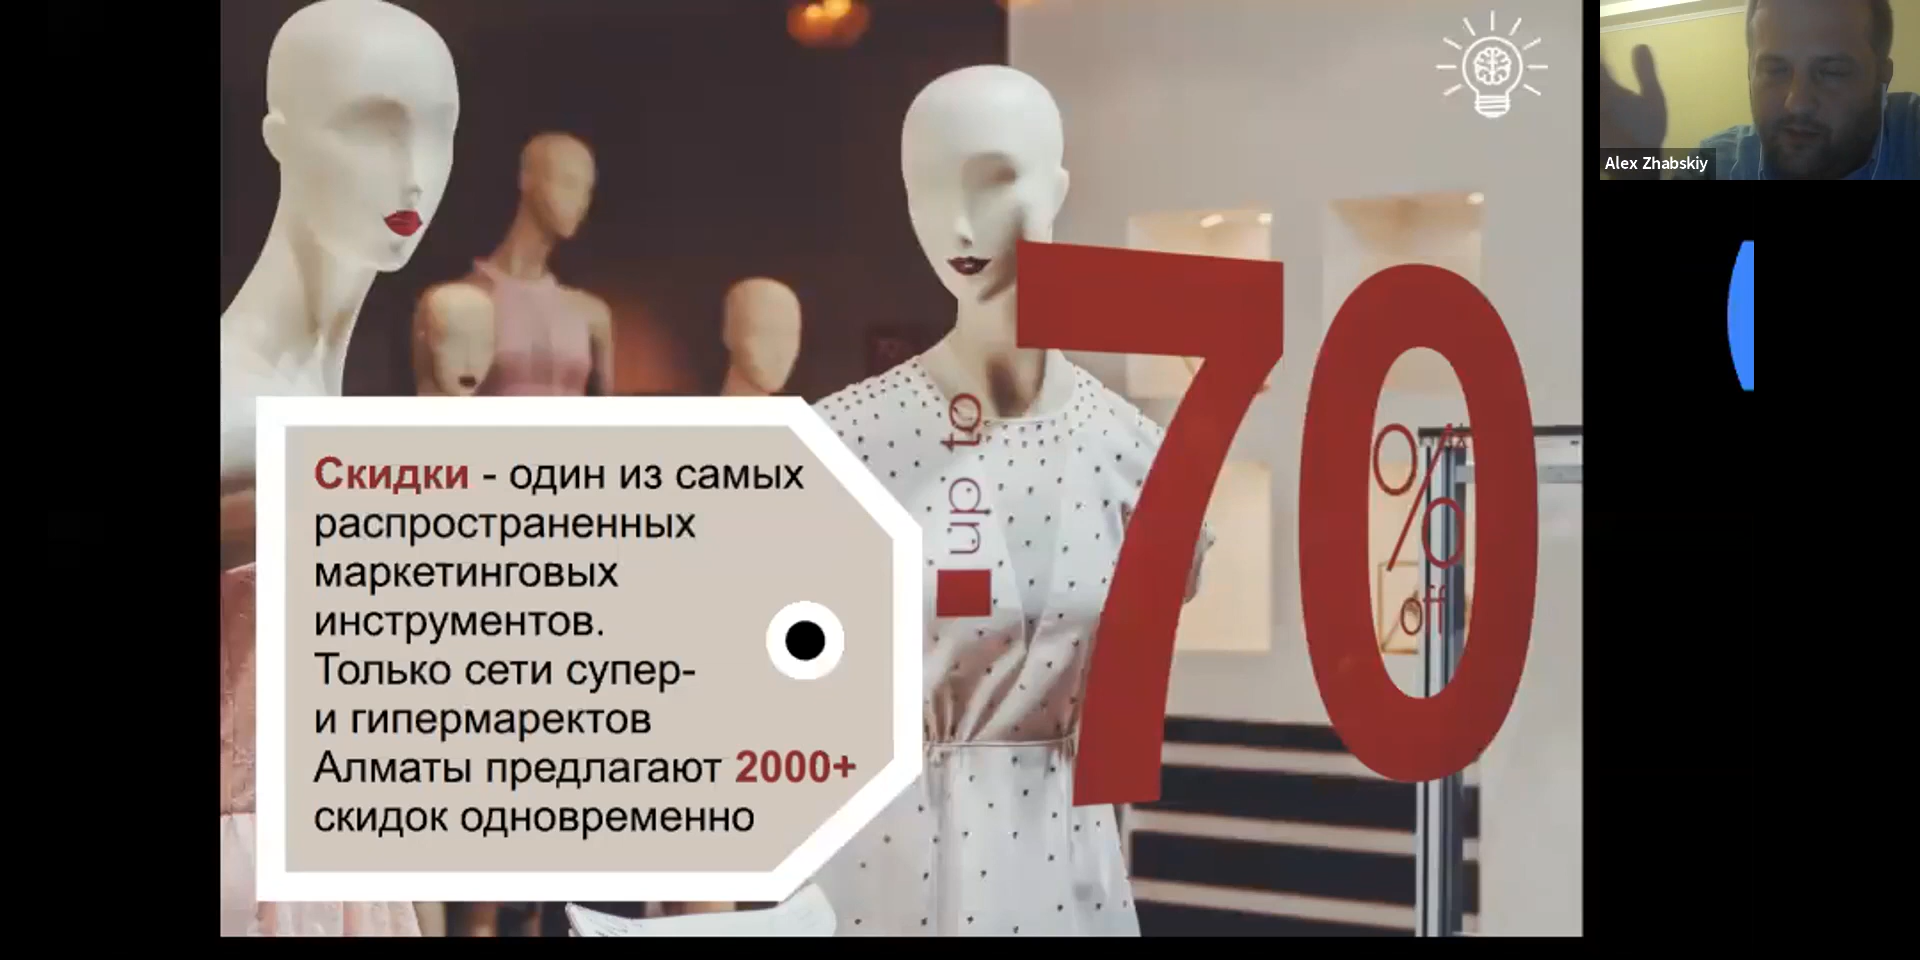 Alex Zhabskiy
up to
70
%
off
Скидки - один из самых
распространенных
маркетинговых
инструментов.
Только сети супер-
и гипермаректов
Алматы предлагают 2000+
скидок одновременно